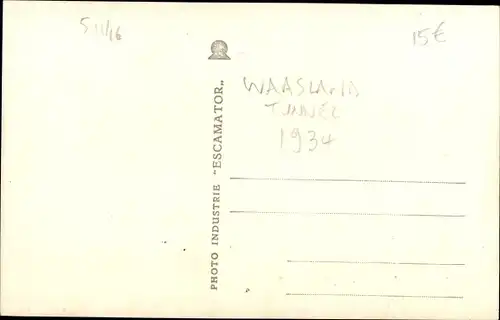 5 11/16
15€
WAASLAND
TUNNEL
1934
PHOTO INDUSTRIE "ESCAMATOR"